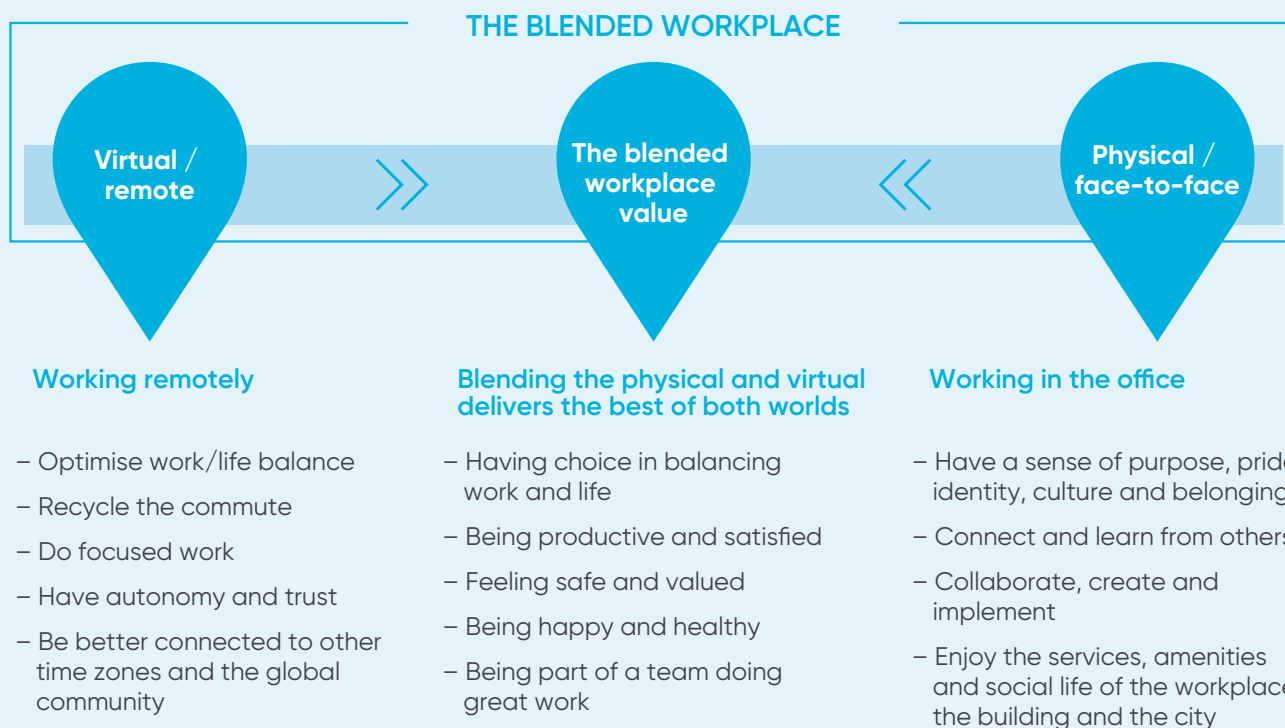 THE BLENDED WORKPLACE
Virtual /
remote
The blended
workplace
value
Physical /
face-to-face
Working remotely
– Optimise work/life balance
– Recycle the commute
– Do focused work
– Have autonomy and trust
– Be better connected to other
time zones and the global
community
Blending the physical and virtual
delivers the best of both worlds
– Having choice in balancing
work and life
– Being productive and satisfied
– Feeling safe and valued
– Being happy and healthy
– Being part of a team doing
great work
Working in the office
– Have a sense of purpose, pride
identity, culture and belonging
– Connect and learn from others
– Collaborate, create and
implement
– Enjoy the services, amenities
and social life of the workplace
the building and the city